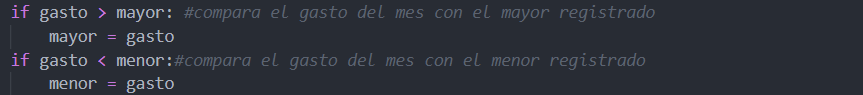 if gasto > mayor: #compara el gasto del mes con el mayor registrado
    mayor = gasto
if gasto < menor:#compara el gasto del mes con el menor registrado
    menor = gasto